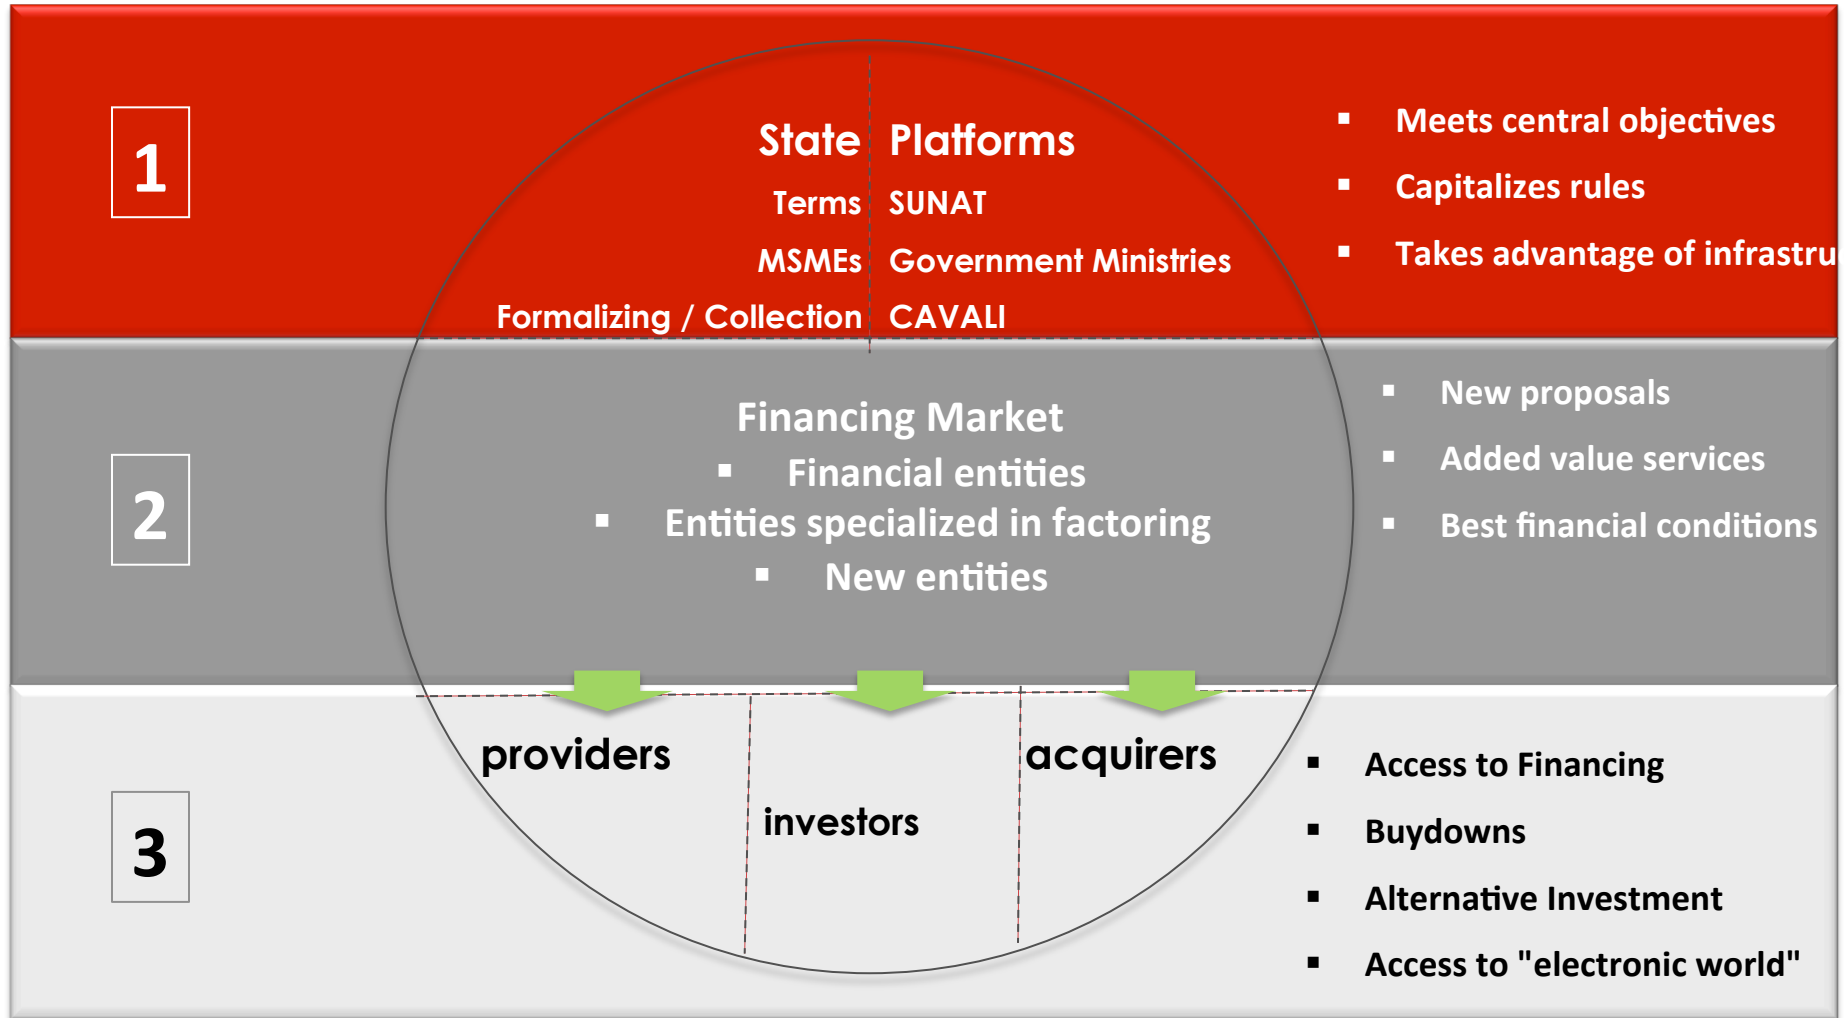 1
State Platforms
Terms SUNAT
MSMEs Government Ministries
Formalizing / Collection CAVALI
▪ Meets central objectives
▪ Capitalizes rules
▪ Takes advantage of infrastru
2
Financing Market
▪ Financial entities
▪ Entities specialized in factoring
▪ New entities
▪ New proposals
▪ Added value services
▪ Best financial conditions
3
providers
investors
acquirers
▪ Access to Financing
▪ Buydowns
▪ Alternative Investment
▪ Access to "electronic world"